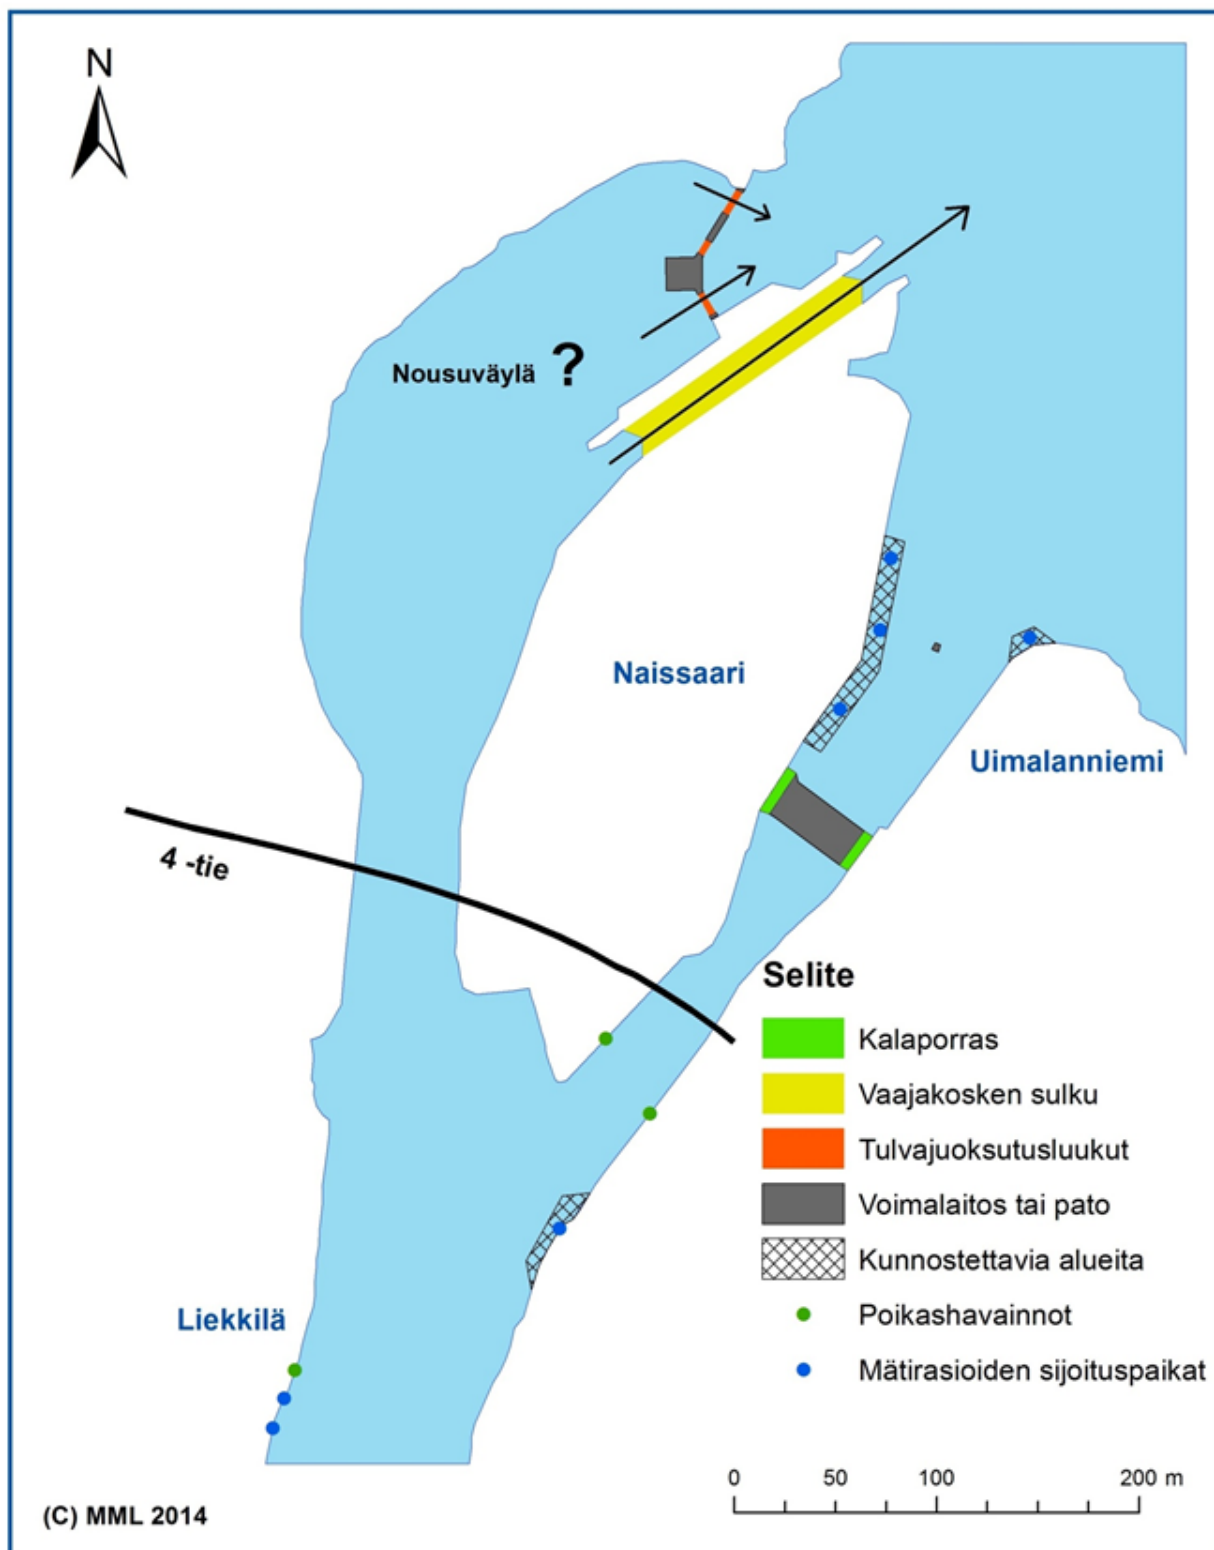 N
Nousuväylä ?
Naissaari
Uimalanniemi
4 -tie
Selite
Kalaporras
Vaajakosken sulku
Tulvajuoksutusluukut
Voimalaitos tai pato
Kunnostettavia alueita
Poikashavainnot
Mätirasioiden sijoituspaikat
Liekkilä
0 50 100 200 m
(C) MML 2014